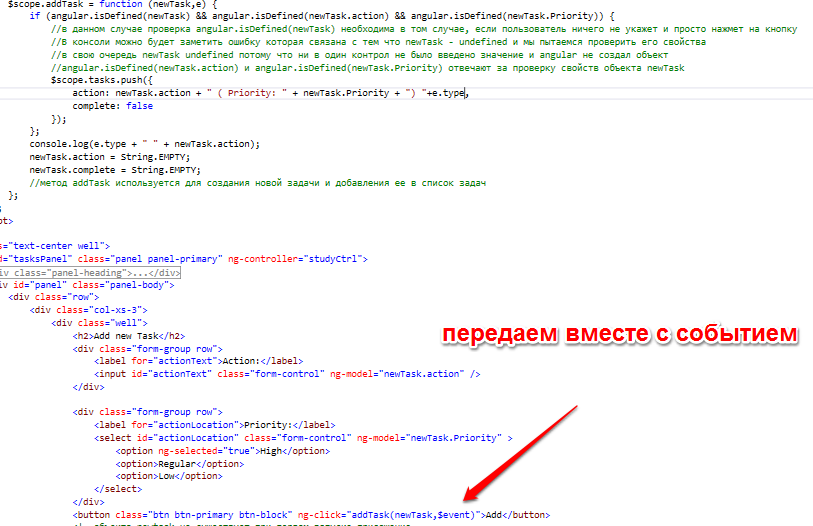 $scope.addTask = function (newTask,e) {
if (angular.isDefined(newTask) && angular.isDefined(newTask.action) && angular.isDefined(newTask.Priority)) {
//в данном случае проверка angular.isDefined(newTask) необходима в том случае, если пользователь ничего не укажет и просто нажмет на кнопку
//В консоли можно будет заметить ошибку которая связана с тем что newTask - undefined и мы пытаемся проверить его свойства
//в свою очередь newTask undefined потому что ни в один контрол не было введено значение и angular не создал объект
//angular.isDefined(newTask.action) и angular.isDefined(newTask.Priority) отвечают за проверку свойств объекта newTask
$scope.tasks.push({
action: newTask.action + " ( Priority: " + newTask.Priority + ") "+e.type,
complete: false
});
};
console.log(e.type + " " + newTask.action);
newTask.action = String.EMPTY;
newTask.complete = String.EMPTY;
//метод addTask используется для создания новой задачи и добавления ее в список задач
};
pt>
="text-center well">
d="tasksPanel" class="panel panel-primary" ng-controller="studyCtrl">
iv class="panel-heading">...</div>
iv id="panel" class="panel-body">
<div class="row">
<div class="col-xs-3">
<div class="well">
<h2>Add new Task</h2>
<div class="form-group row">
<label for="actionText">Action:</label>
<input id="actionText" class="form-control" ng-model="newTask.action" />
</div>
передаем вместе с событием
<div class="form-group row">
<label for="actionLocation">Priority:</label>
<select id="actionLocation" class="form-control" ng-model="newTask.Priority" >
<option ng-selected="true">High</option>
<option>Regular</option>
<option>Low</option>
</select>
</div>
<button class="btn btn-primary btn-block" ng-click="addTask(newTask,$event)">Add</button>